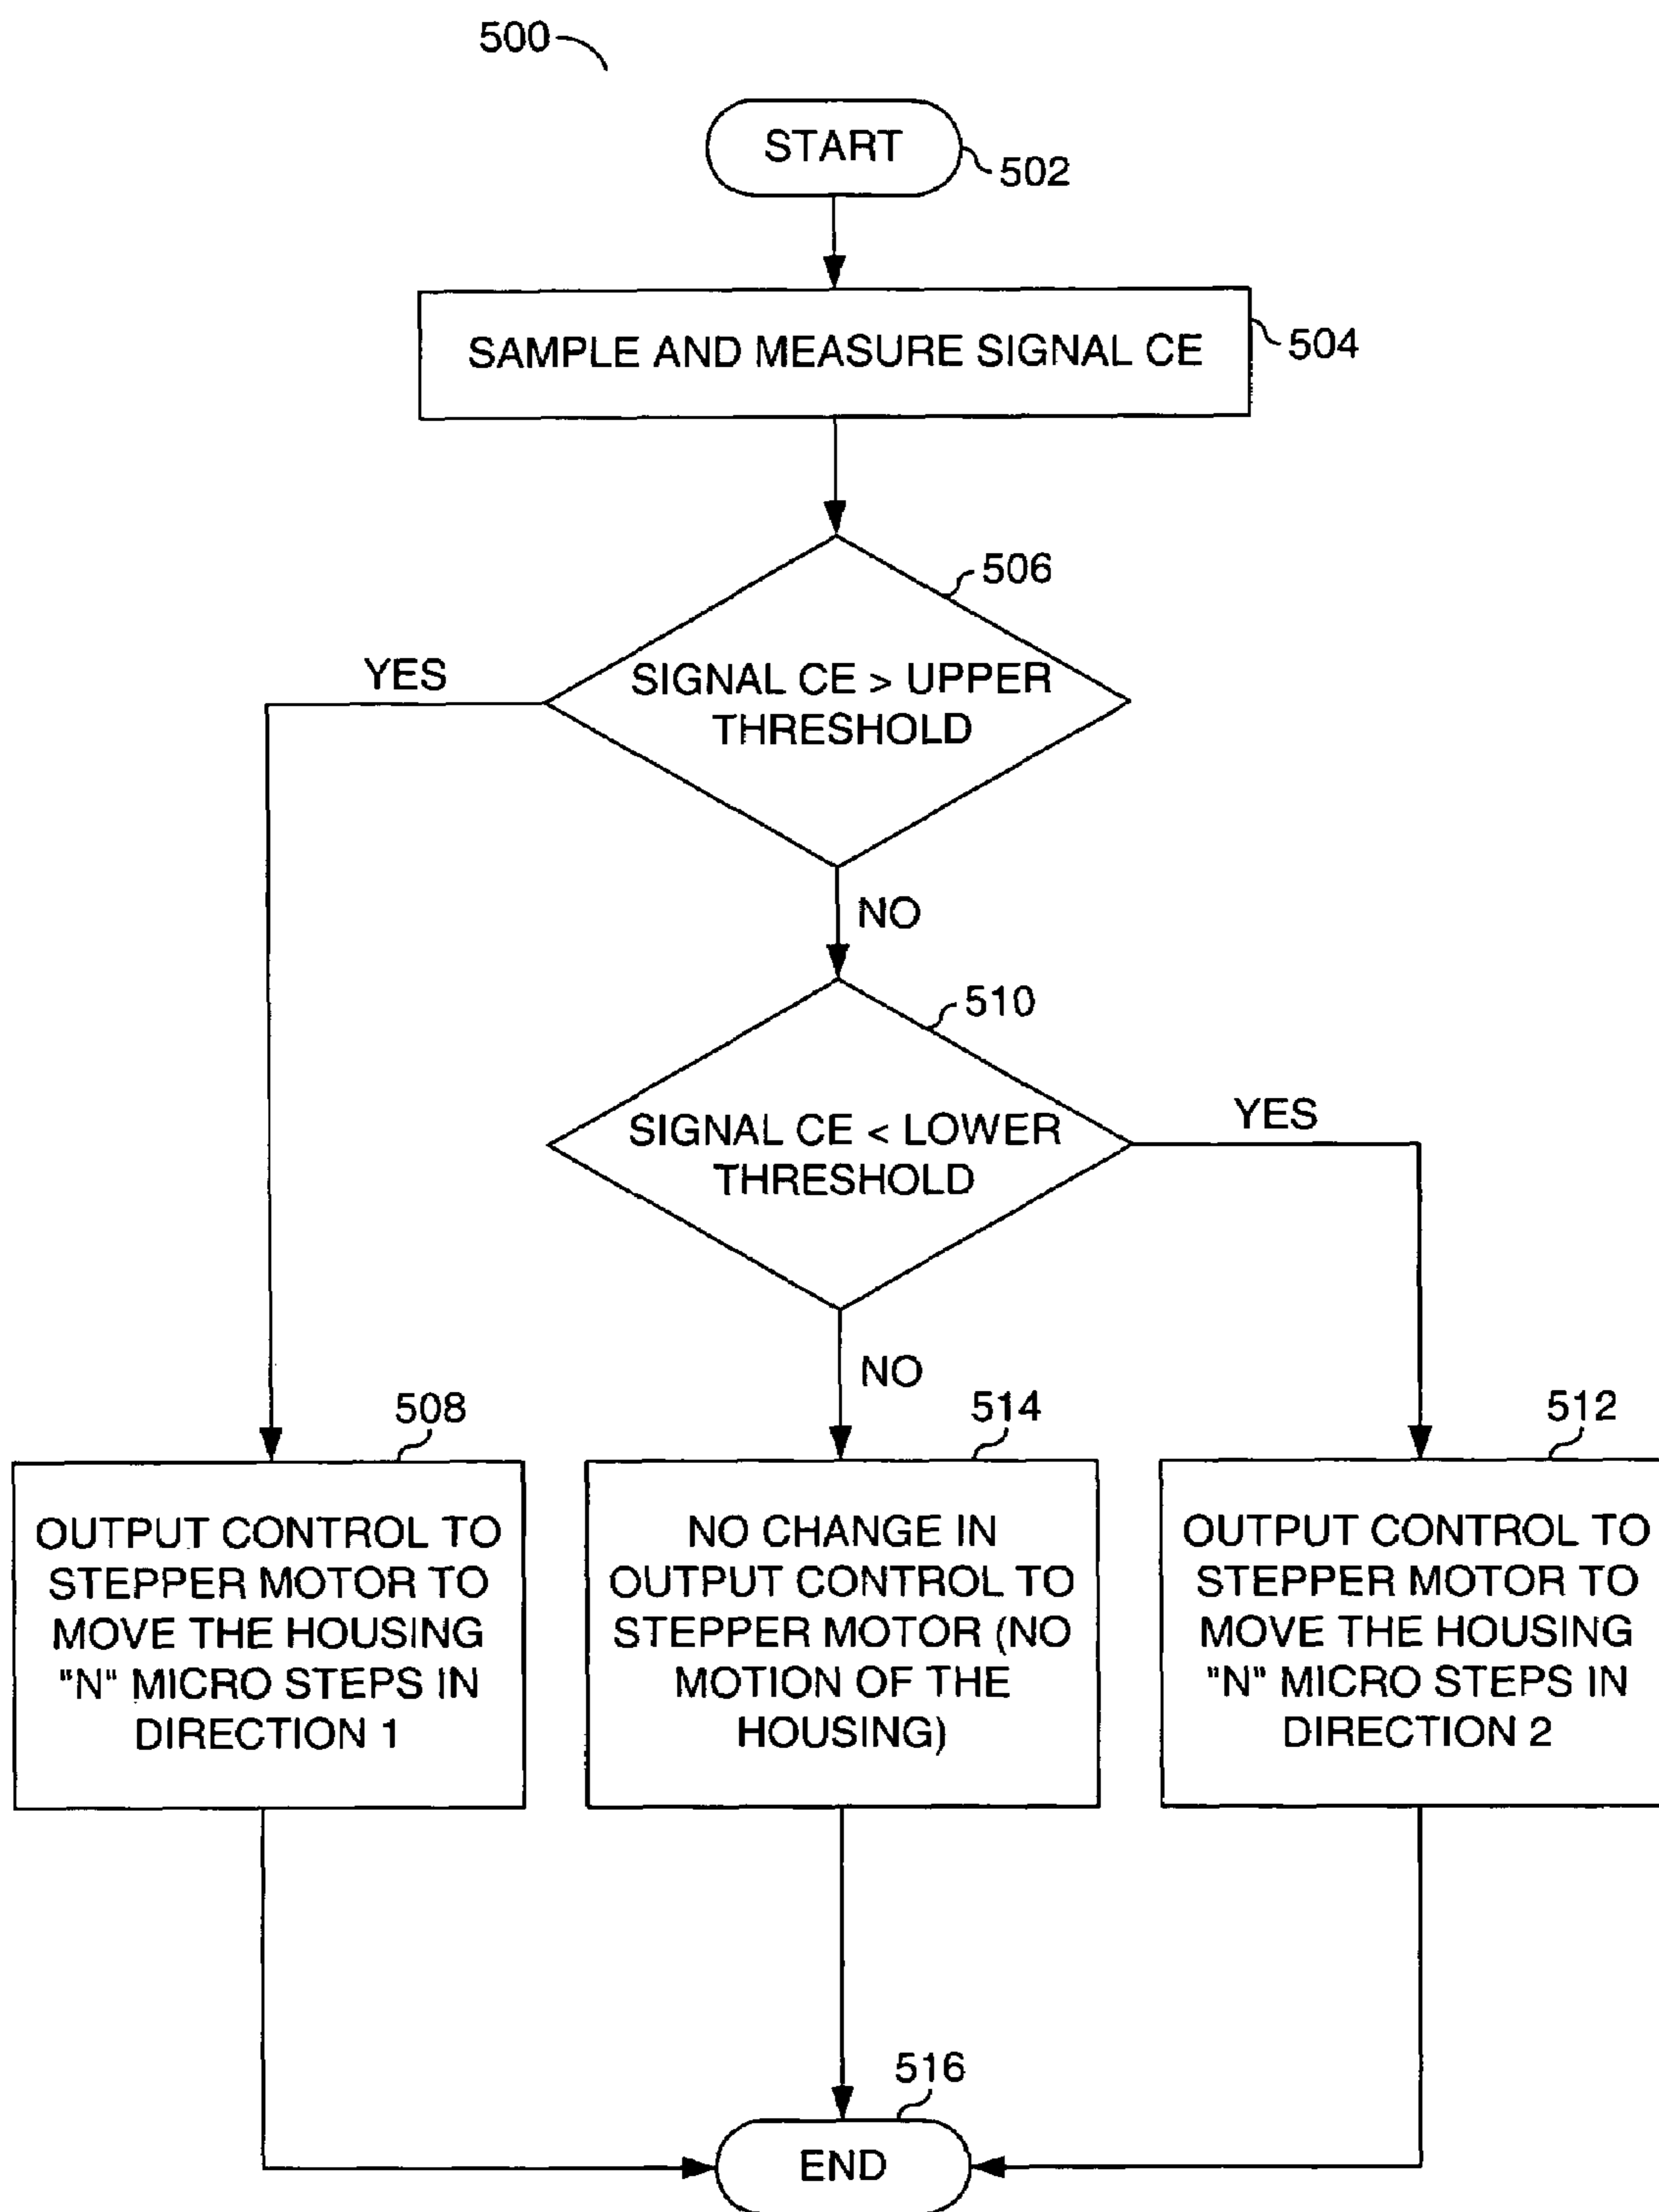 500
START
502
SAMPLE AND MEASURE SIGNAL CE
504
506
YES
SIGNAL CE > UPPER
THRESHOLD
NO
510
SIGNAL CE < LOWER
THRESHOLD
YES
NO
508
OUTPUT CONTROL TO
STEPPER MOTOR TO
MOVE THE HOUSING
"N" MICRO STEPS IN
DIRECTION 1
514
NO CHANGE IN
OUTPUT CONTROL TO
STEPPER MOTOR (NO
MOTION OF THE
HOUSING)
512
OUTPUT CONTROL TO
STEPPER MOTOR TO
MOVE THE HOUSING
"N" MICRO STEPS IN
DIRECTION 2
516
END